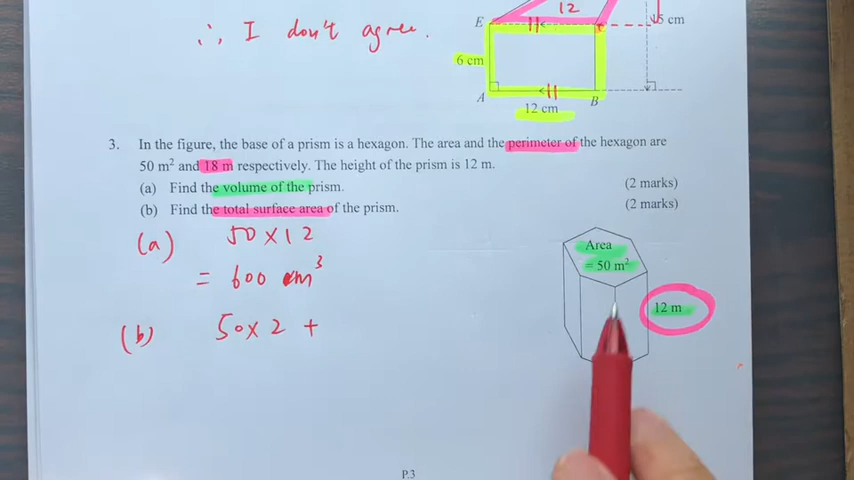 12
∴ I don't agree.
E
5 cm
6 cm
A
B
12 cm
3. In the figure, the base of a prism is a hexagon. The area and the perimeter of the hexagon are
50 m² and 18 m respectively. The height of the prism is 12 m.
(a) Find the volume of the prism. (2 marks)
(b) Find the total surface area of the prism. (2 marks)
(a) 50 × 12
= 600 m³
(b) 50 × 2 +
Area
= 50 m²
12 m
P.3